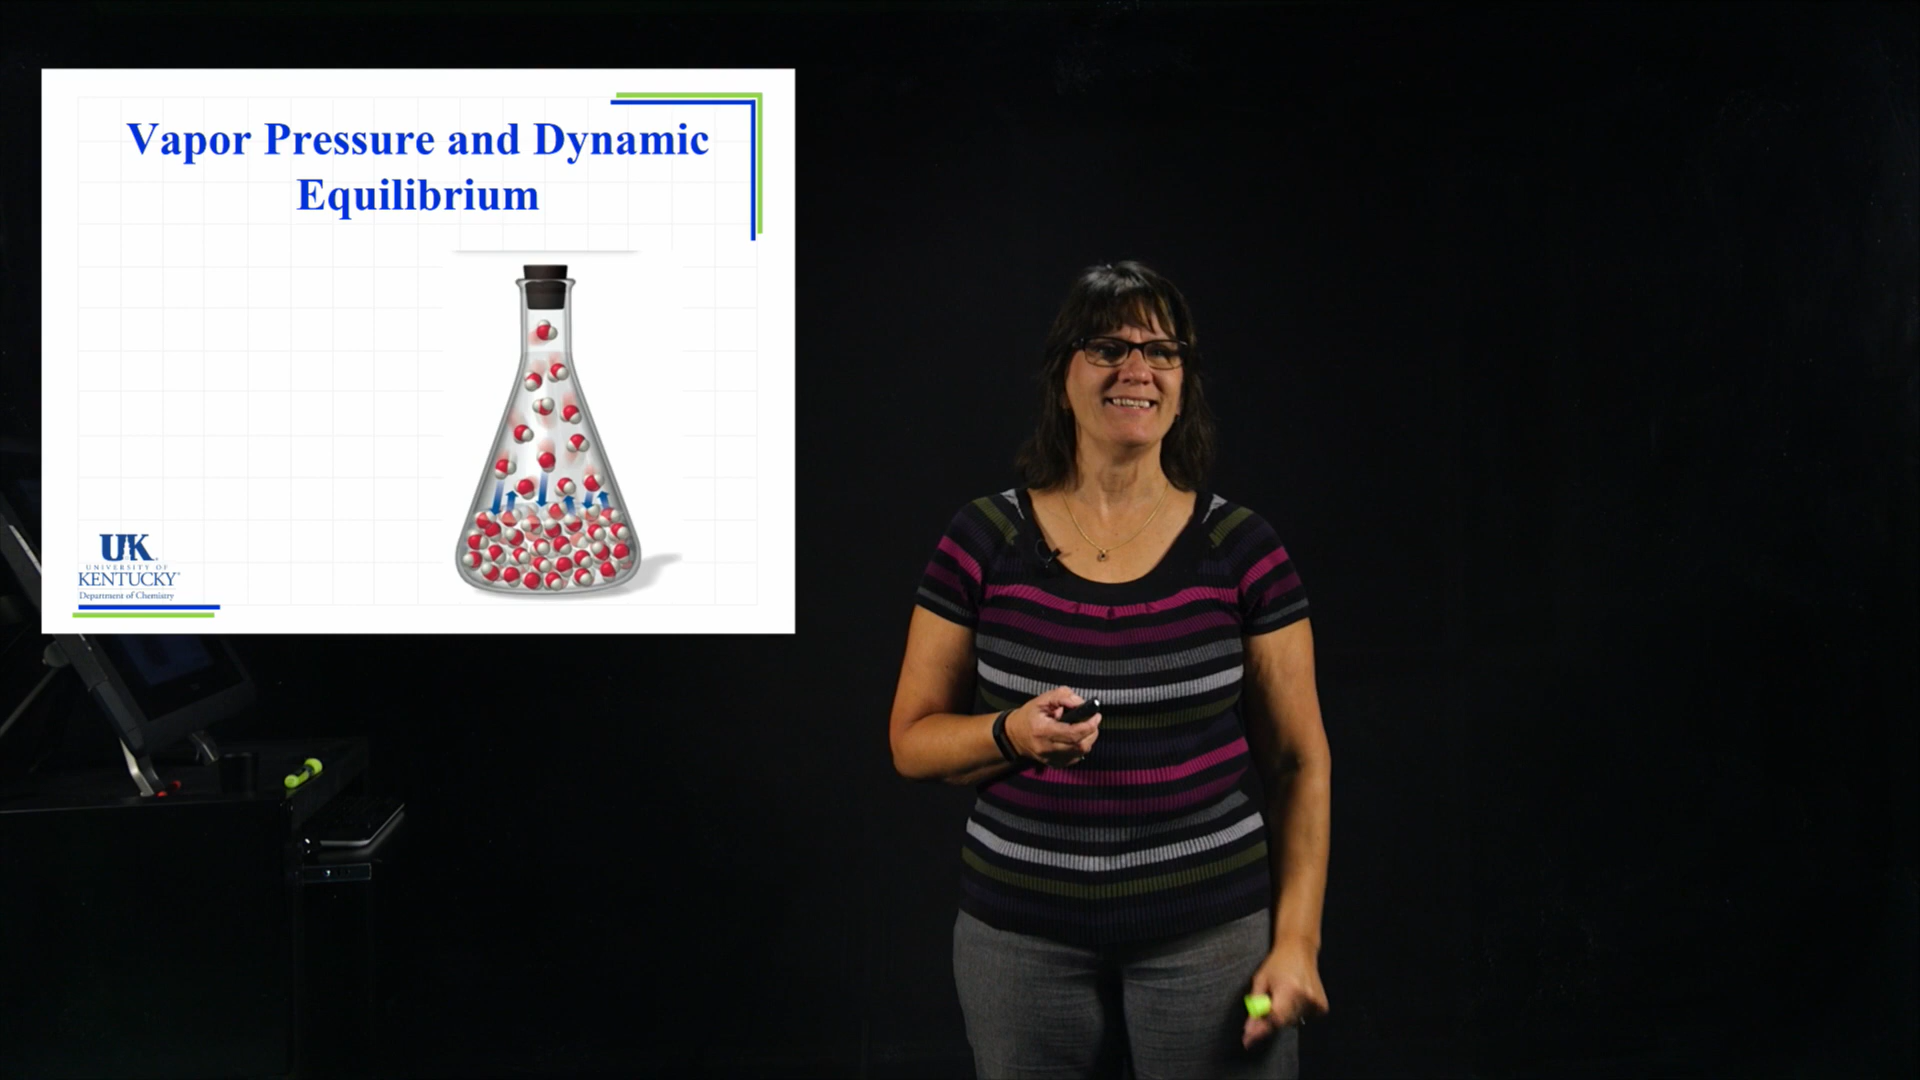 Vapor Pressure and Dynamic
Equilibrium
UK
UNIVERSITY OF
KENTUCKY
Department of Chemistry